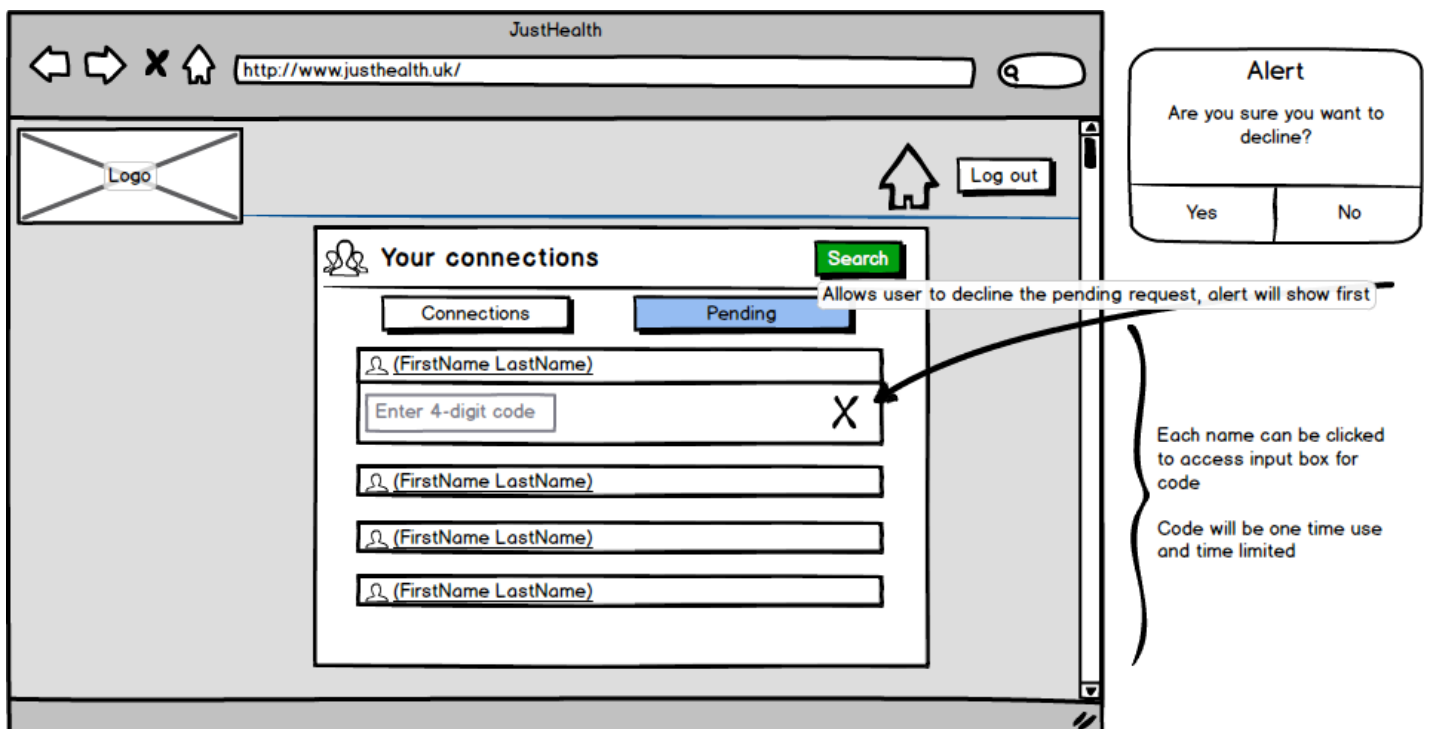 JustHealth
http://www.justhealth.uk/
Logo
Log out
Your connections
Search
Allows user to decline the pending request, alert will show first
Connections
Pending
(FirstName LastName)
Enter 4-digit code
X
(FirstName LastName)
(FirstName LastName)
(FirstName LastName)
Alert
Are you sure you want to
decline?
Yes
No
Each name can be clicked
to access input box for
code
Code will be one time use
and time limited